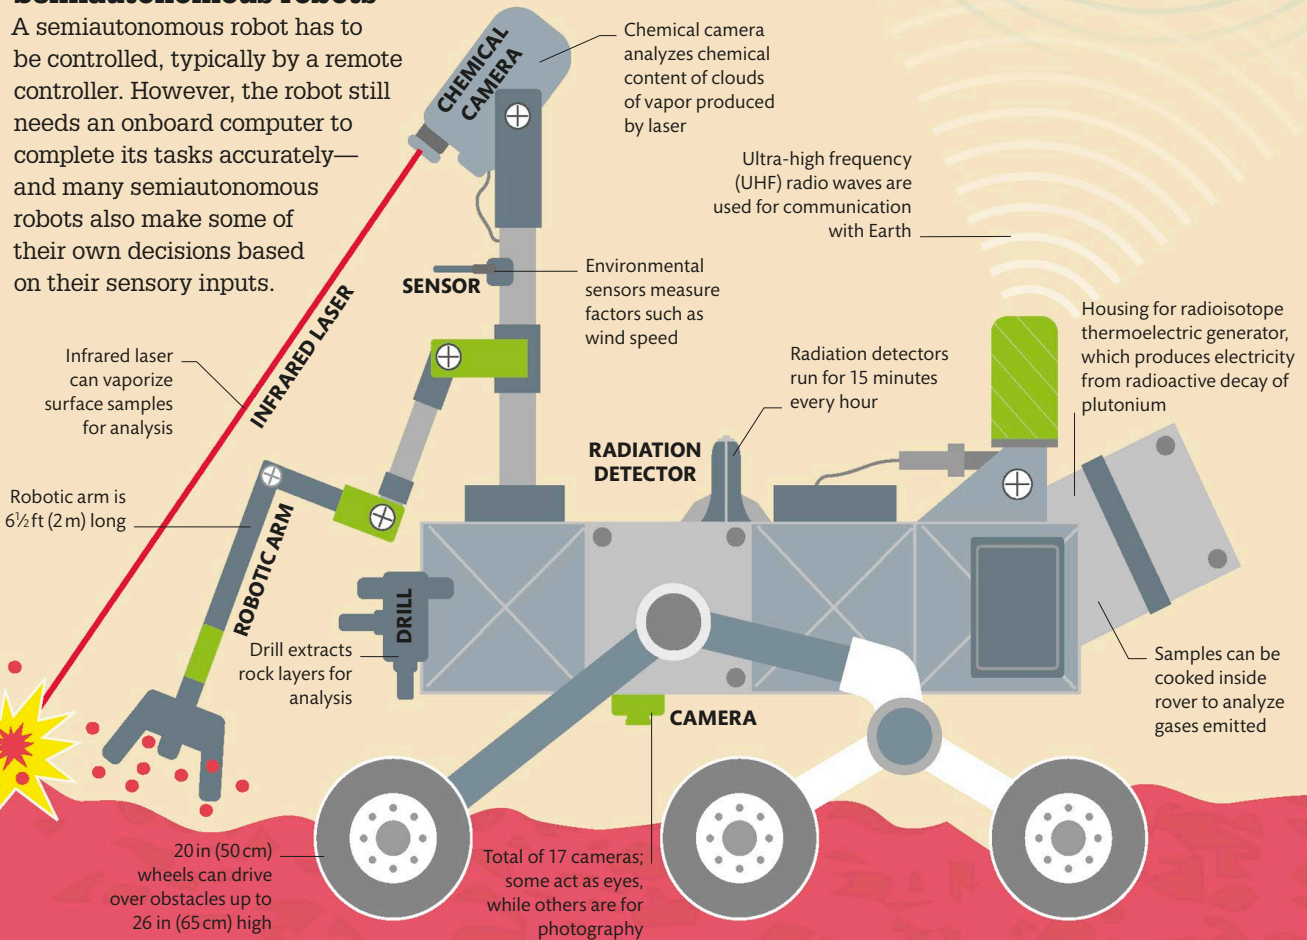 Semiautonomous robots
A semiautonomous robot has to
be controlled, typically by a remote
controller. However, the robot still
needs an onboard computer to
complete its tasks accurately—
and many semiautonomous
robots also make some of
their own decisions based
on their sensory inputs.
CHEMICAL
CAMERA
Chemical camera
analyzes chemical
content of clouds
of vapor produced
by laser
Ultra-high frequency
(UHF) radio waves are
used for communication
with Earth
SENSOR
Environmental
sensors measure
factors such as
wind speed
INFRARED LASER
Infrared laser
can vaporize
surface samples
for analysis
Radiation detectors
run for 15 minutes
every hour
RADIATION
DETECTOR
Housing for radioisotope
thermoelectric generator,
which produces electricity
from radioactive decay of
plutonium
Robotic arm is
6½ ft (2 m) long
ROBOTIC ARM
DRILL
Drill extracts
rock layers for
analysis
CAMERA
Samples can be
cooked inside
rover to analyze
gases emitted
20 in (50 cm)
wheels can drive
over obstacles up to
26 in (65 cm) high
Total of 17 cameras;
some act as eyes,
while others are for
photography